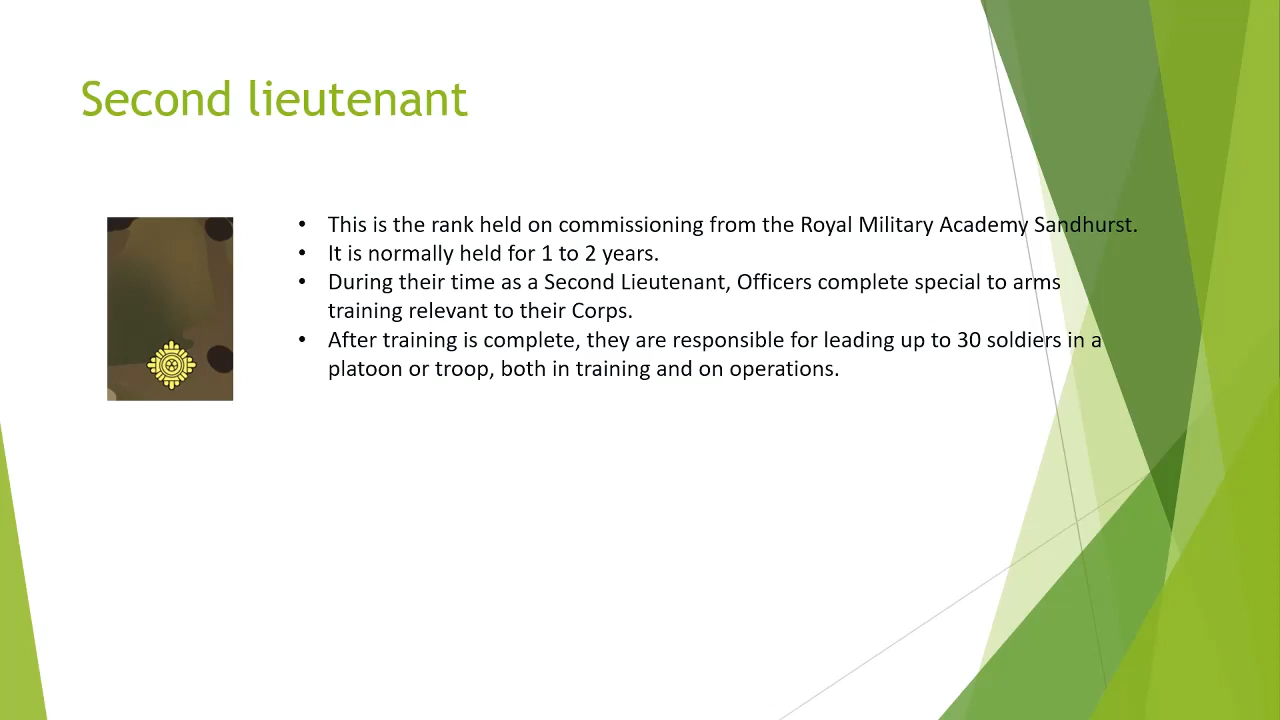 Second lieutenant
• This is the rank held on commissioning from the Royal Military Academy Sandhurst.
• It is normally held for 1 to 2 years.
• During their time as a Second Lieutenant, Officers complete special to arms
training relevant to their Corps.
• After training is complete, they are responsible for leading up to 30 soldiers in a
platoon or troop, both in training and on operations.